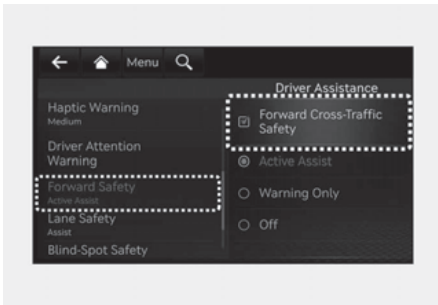 Menu
Driver Assistance
Haptic Warning
Medium
Driver Attention
Warning
Forward Safety
Active Assist
Lane Safety
Assist
Blind-Spot Safety
Forward Cross-Traffic
Safety
Active Assist
Warning Only
Off